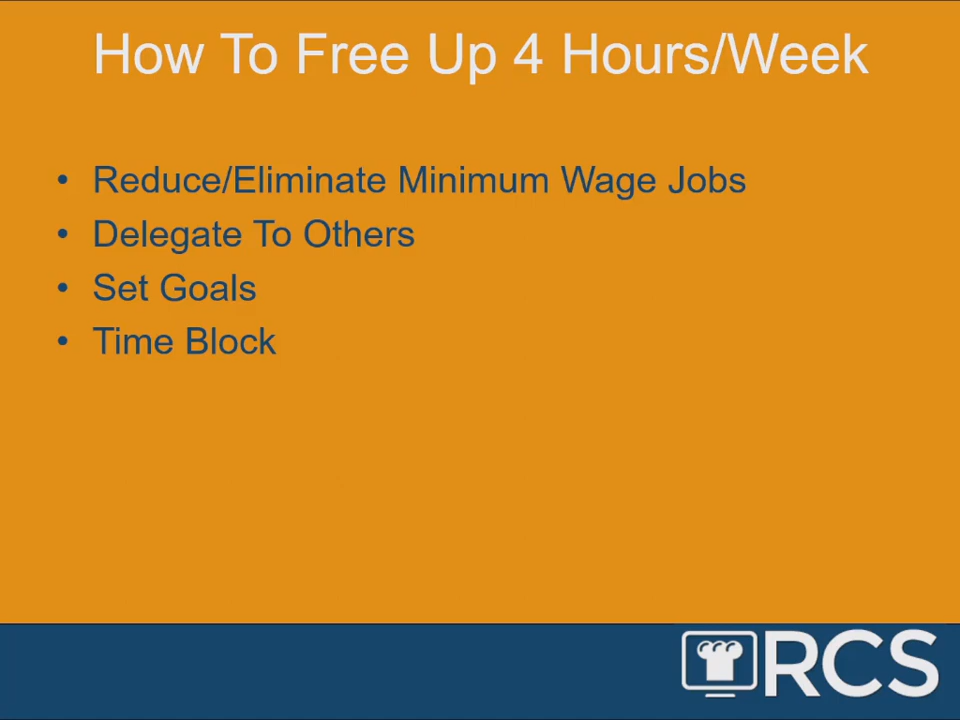 How To Free Up 4 Hours/Week
• Reduce/Eliminate Minimum Wage Jobs
• Delegate To Others
• Set Goals
• Time Block
RCS